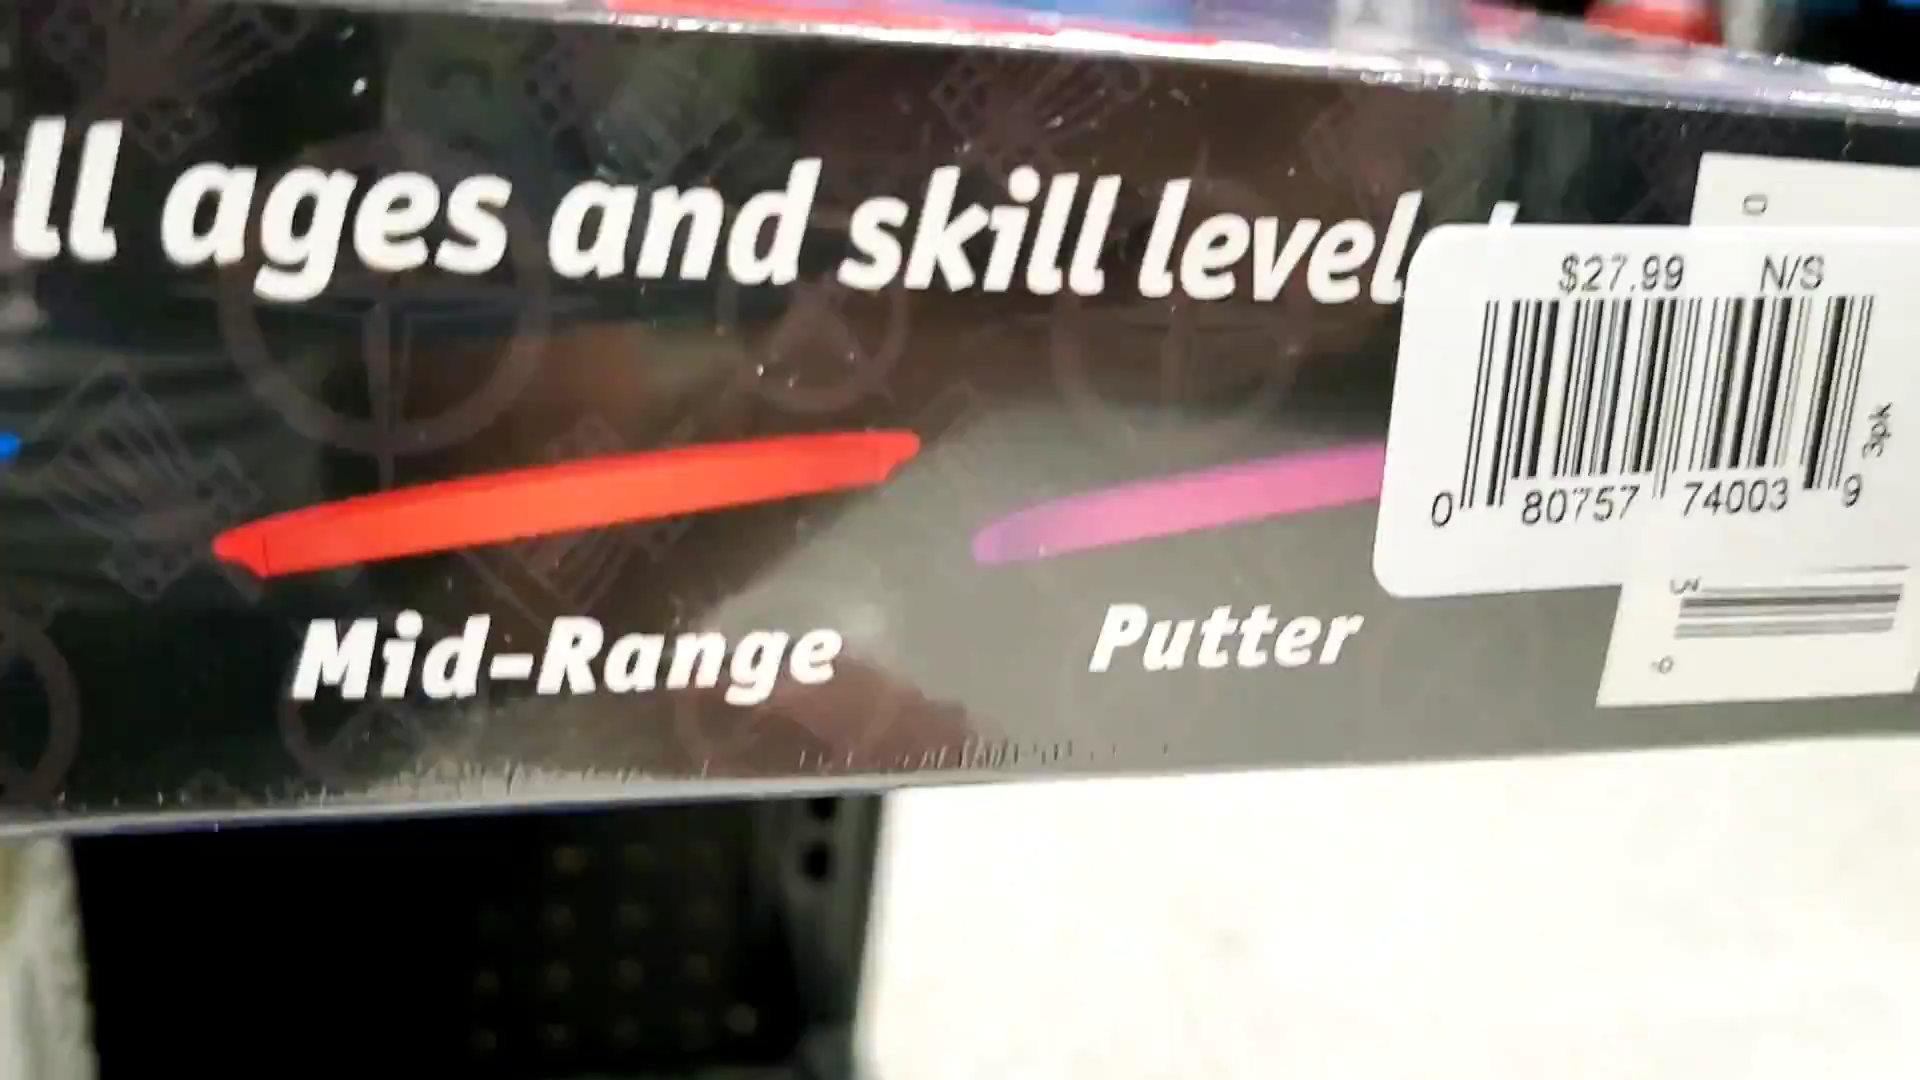 ll ages and skill level
$27.99 N/S
3pk
0 80757 74003 9
Mid-Range
Putter